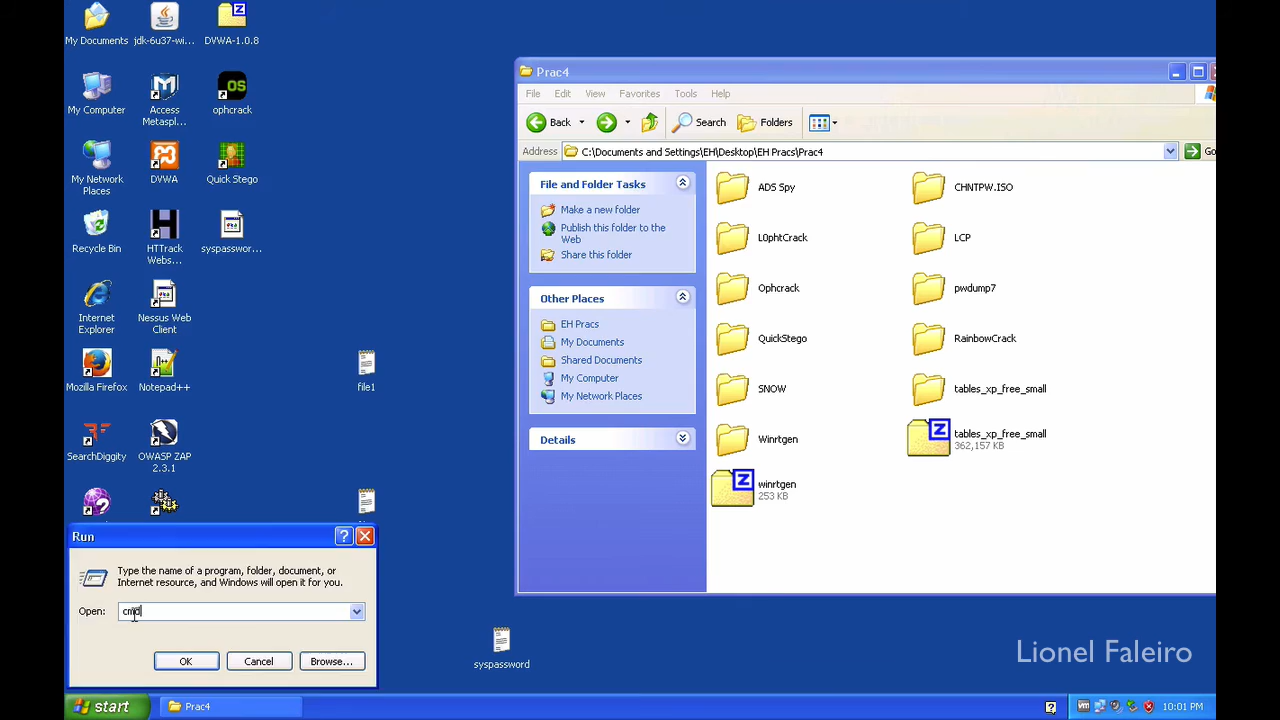 My Documents
jdk-6u37-wi...
DVWA-1.0.8
My Computer
Access
Metaspl...
OS
ophcrack
My Network
Places
DVWA
Quick Stego
Recycle Bin
HTTrack
Webs...
syspasswor...
Internet
Explorer
Nessus Web
Client
Mozilla Firefox
Notepad++
file1
SearchDiggity
OWASP ZAP
2.3.1
Prac4
File Edit View Favorites Tools Help
Back Search Folders
Address C:\Documents and Settings\EH\Desktop\EH Pracs\Prac4 Go
File and Folder Tasks
Make a new folder
Publish this folder to the
Web
Share this folder
Other Places
EH Pracs
My Documents
Shared Documents
My Computer
My Network Places
Details
ADS Spy
CHNTPW.ISO
L0phtCrack
LCP
Ophcrack
pwdump7
QuickStego
RainbowCrack
SNOW
tables_xp_free_small
Winrtgen
tables_xp_free_small
362,157 KB
winrtgen
253 KB
Run
Type the name of a program, folder, document, or
Internet resource, and Windows will open it for you.
Open: cmd
OK Cancel Browse...
syspassword
Lionel Faleiro
start Prac4 10:01 PM